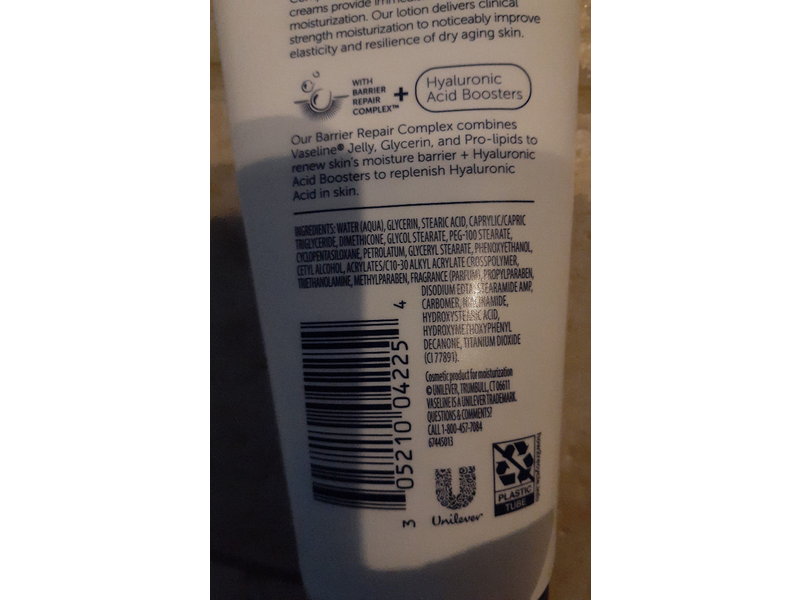 creams provide
moisturization. Our lotion delivers clinical
strength moisturization to noticeably improve
elasticity and resilience of dry aging skin.
WITH
BARRIER
REPAIR
COMPLEX™
+
Hyaluronic
Acid Boosters
Our Barrier Repair Complex combines
Vaseline® Jelly, Glycerin, and Pro-lipids to
renew skin's moisture barrier + Hyaluronic
Acid Boosters to replenish Hyaluronic
Acid in skin.
INGREDIENTS: WATER (AQUA), GLYCERIN, STEARIC ACID, CAPRYLIC/CAPRIC
TRIGLYCERIDE, DIMETHICONE, GLYCOL STEARATE, PEG-100 STEARATE,
CYCLOPENTASILOXANE, PETROLATUM, GLYCERYL STEARATE, PHENOXYETHANOL,
CETYL ALCOHOL, ACRYLATES/C10-30 ALKYL ACRYLATE CROSSPOLYMER,
TRIETHANOLAMINE, METHYLPARABEN, FRAGRANCE (PARFUM), PROPYLPARABEN,
DISODIUM EDTA, STEARAMIDE AMP,
CARBOMER, NIACINAMIDE,
HYDROXYSTEARIC ACID,
HYDROXYMETHOXYPHENYL
DECANONE, TITANIUM DIOXIDE
(CI 77891).
Cosmetic product for moisturization
© UNILEVER, TRUMBULL, CT 06611
VASELINE IS A UNILEVER TRADEMARK.
QUESTIONS & COMMENTS?
CALL 1-800-457-7084
67445013
3 05210 04225 4
Unilever
PLASTIC
TUBE
how2recycle.info